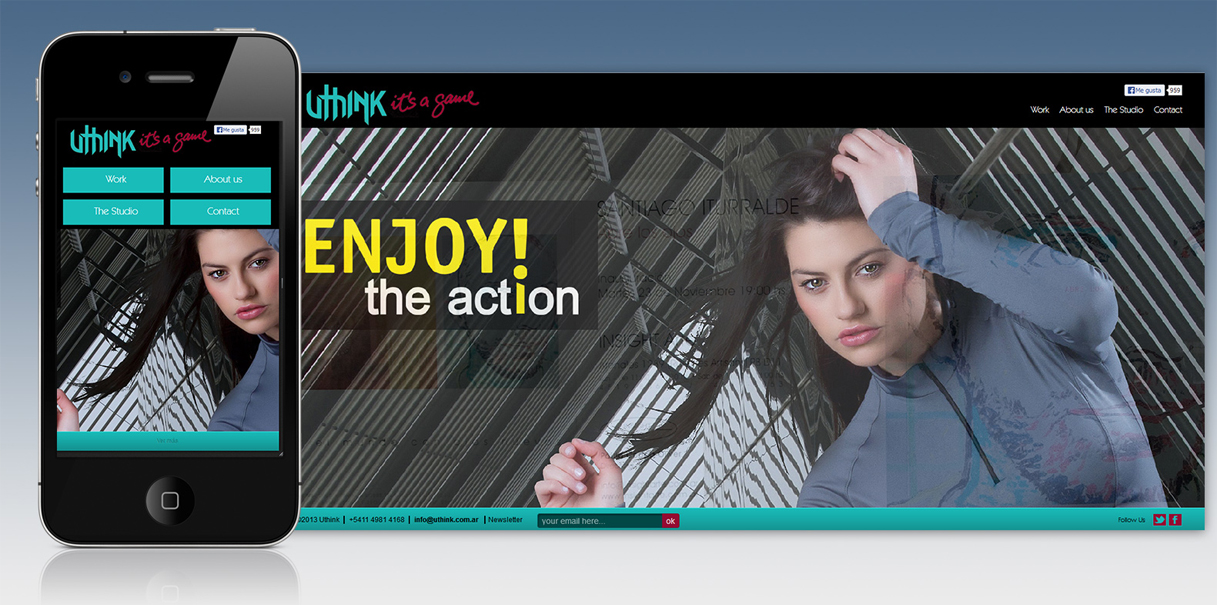 uthink it's a game
Me gusta 959
Work
About us
The Studio
Contact
Ver más
uthink it's a game
Me gusta 959
Work About us The Studio Contact
ENJOY!
the action
SANTIAGO ITURRALDE
Noviembre 19:00
INSIGHT
©2013 Uthink | +5411 4981 4168 | info@uthink.com.ar | Newsletter
your email here... ok
Follow Us